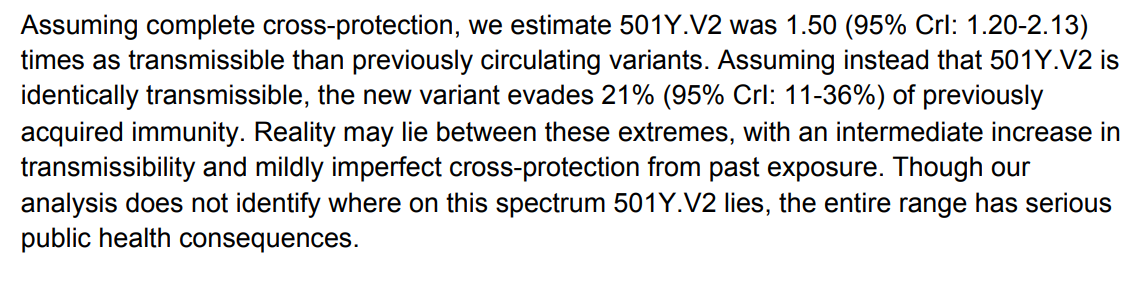 Assuming complete cross-protection, we estimate 501Y.V2 was 1.50 (95% CrI: 1.20-2.13)
times as transmissible than previously circulating variants. Assuming instead that 501Y.V2 is
identically transmissible, the new variant evades 21% (95% CrI: 11-36%) of previously
acquired immunity. Reality may lie between these extremes, with an intermediate increase in
transmissibility and mildly imperfect cross-protection from past exposure. Though our
analysis does not identify where on this spectrum 501Y.V2 lies, the entire range has serious
public health consequences.